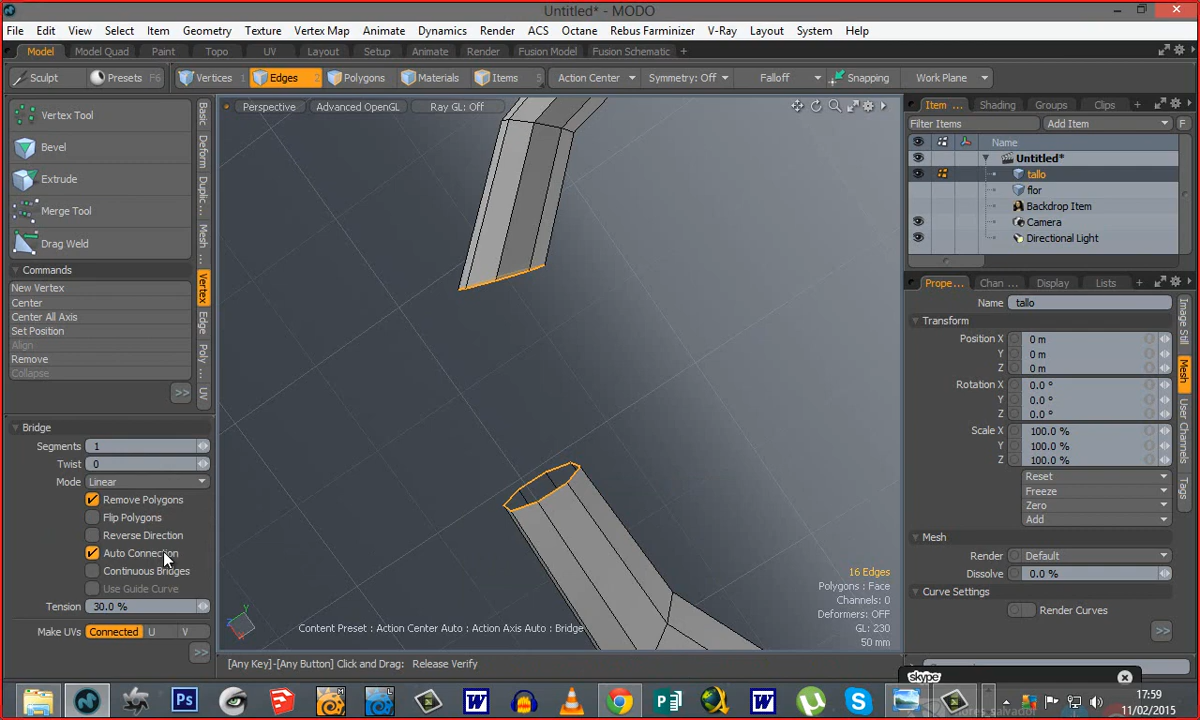 Untitled* - MODO
File Edit View Select Item Geometry Texture Vertex Map Animate Dynamics Render ACS Octane Rebus Farminizer V-Ray Layout System Help
Model Model Quad Paint Topo UV Layout Setup Animate Render Fusion Model Fusion Schematic +
Sculpt Presets F6 Vertices 1 Edges 2 Polygons Materials Items 5 Action Center Symmetry: Off Falloff Snapping Work Plane
Vertex Tool
Bevel
Extrude
Merge Tool
Drag Weld
Commands
New Vertex
Center
Center All Axis
Set Position
Align
Remove
Collapse
>>
Basic
Deform
Duplic...
Mesh ...
Vertex
Edge
Poly ...
UV
Bridge
Segments 1
Twist 0
Mode Linear
Remove Polygons
Flip Polygons
Reverse Direction
Auto Connection
Continuous Bridges
Use Guide Curve
Tension 30.0 %
Make UVs Connected U V
>>
Perspective Advanced OpenGL Ray GL: Off
16 Edges
Polygons : Face
Channels: 0
Deformers: OFF
GL: 230
50 mm
Content Preset : Action Center Auto : Action Axis Auto : Bridge
Y
[Any Key]-[Any Button] Click and Drag: Release Verify
Item ... Shading Groups Clips +
Filter Items Add Item F
Name
Untitled*
tallo
flor
Backdrop Item
Camera
Directional Light
Prope... Chan ... Display Lists +
Name tallo
Transform
Position X 0 m
Y 0 m
Z 0 m
Rotation X 0.0 °
Y 0.0 °
Z 0.0 °
Scale X 100.0 %
Y 100.0 %
Z 100.0 %
Reset
Freeze
Zero
Add
Mesh
Render Default
Dissolve 0.0 %
Curve Settings
Render Curves
>>
Image Still
Mesh
User Channels
Tags
skype
17:59
11/02/2015